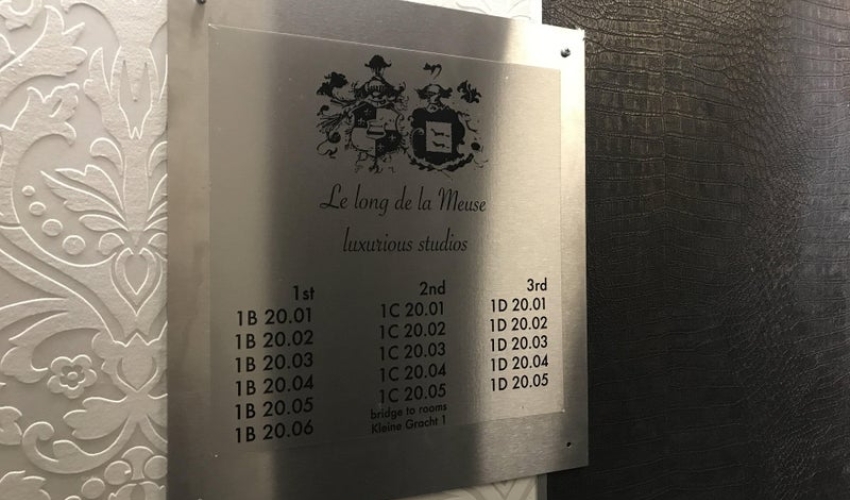 Le long de la Meuse
luxurious studios
1st
1B 20.01
1B 20.02
1B 20.03
1B 20.04
1B 20.05
1B 20.06
2nd
1C 20.01
1C 20.02
1C 20.03
1C 20.04
1C 20.05
bridge to rooms
Kleine Gracht 1
3rd
1D 20.01
1D 20.02
1D 20.03
1D 20.04
1D 20.05